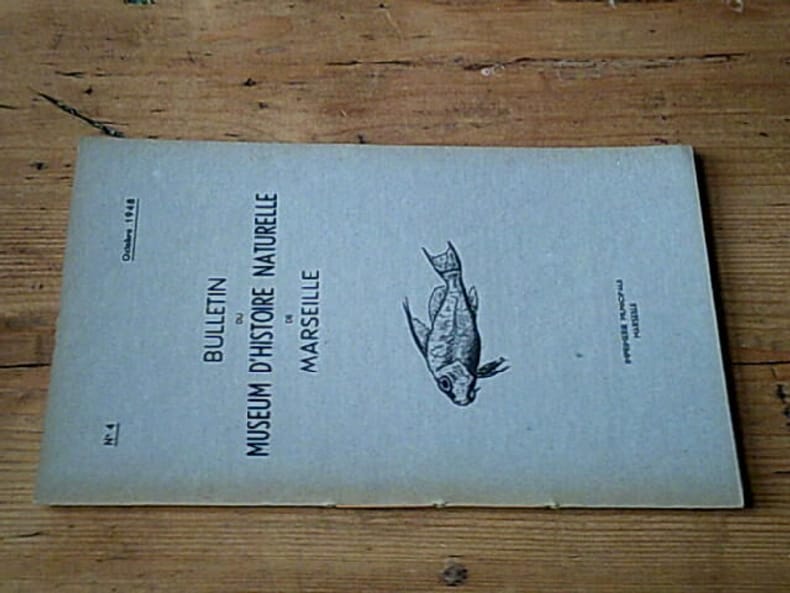 N° 4
Octobre 1948
BULLETIN
DU
MUSEUM D'HISTOIRE NATURELLE
DE
MARSEILLE
IMPRIMERIE MUNICIPALE
MARSEILLE